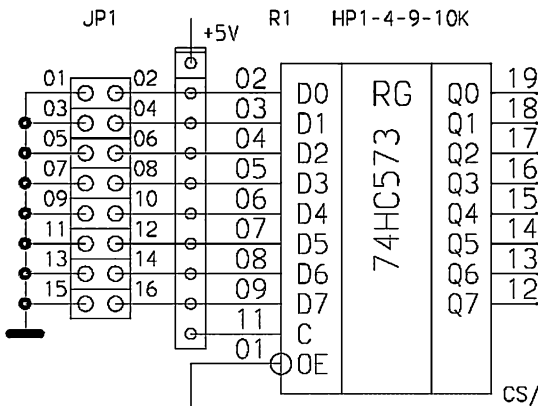 JP1 R1 HP1-4-9-10K
+5V
01 02 02 D0 RG Q0 19
03 04 03 D1 Q1 18
05 06 04 D2 Q2 17
07 08 05 D3 Q3 16
09 10 06 D4 Q4 15
11 12 07 D5 Q5 14
13 14 08 D6 Q6 13
15 16 09 D7 Q7 12
74HC573
11 C
01 OE
CS/